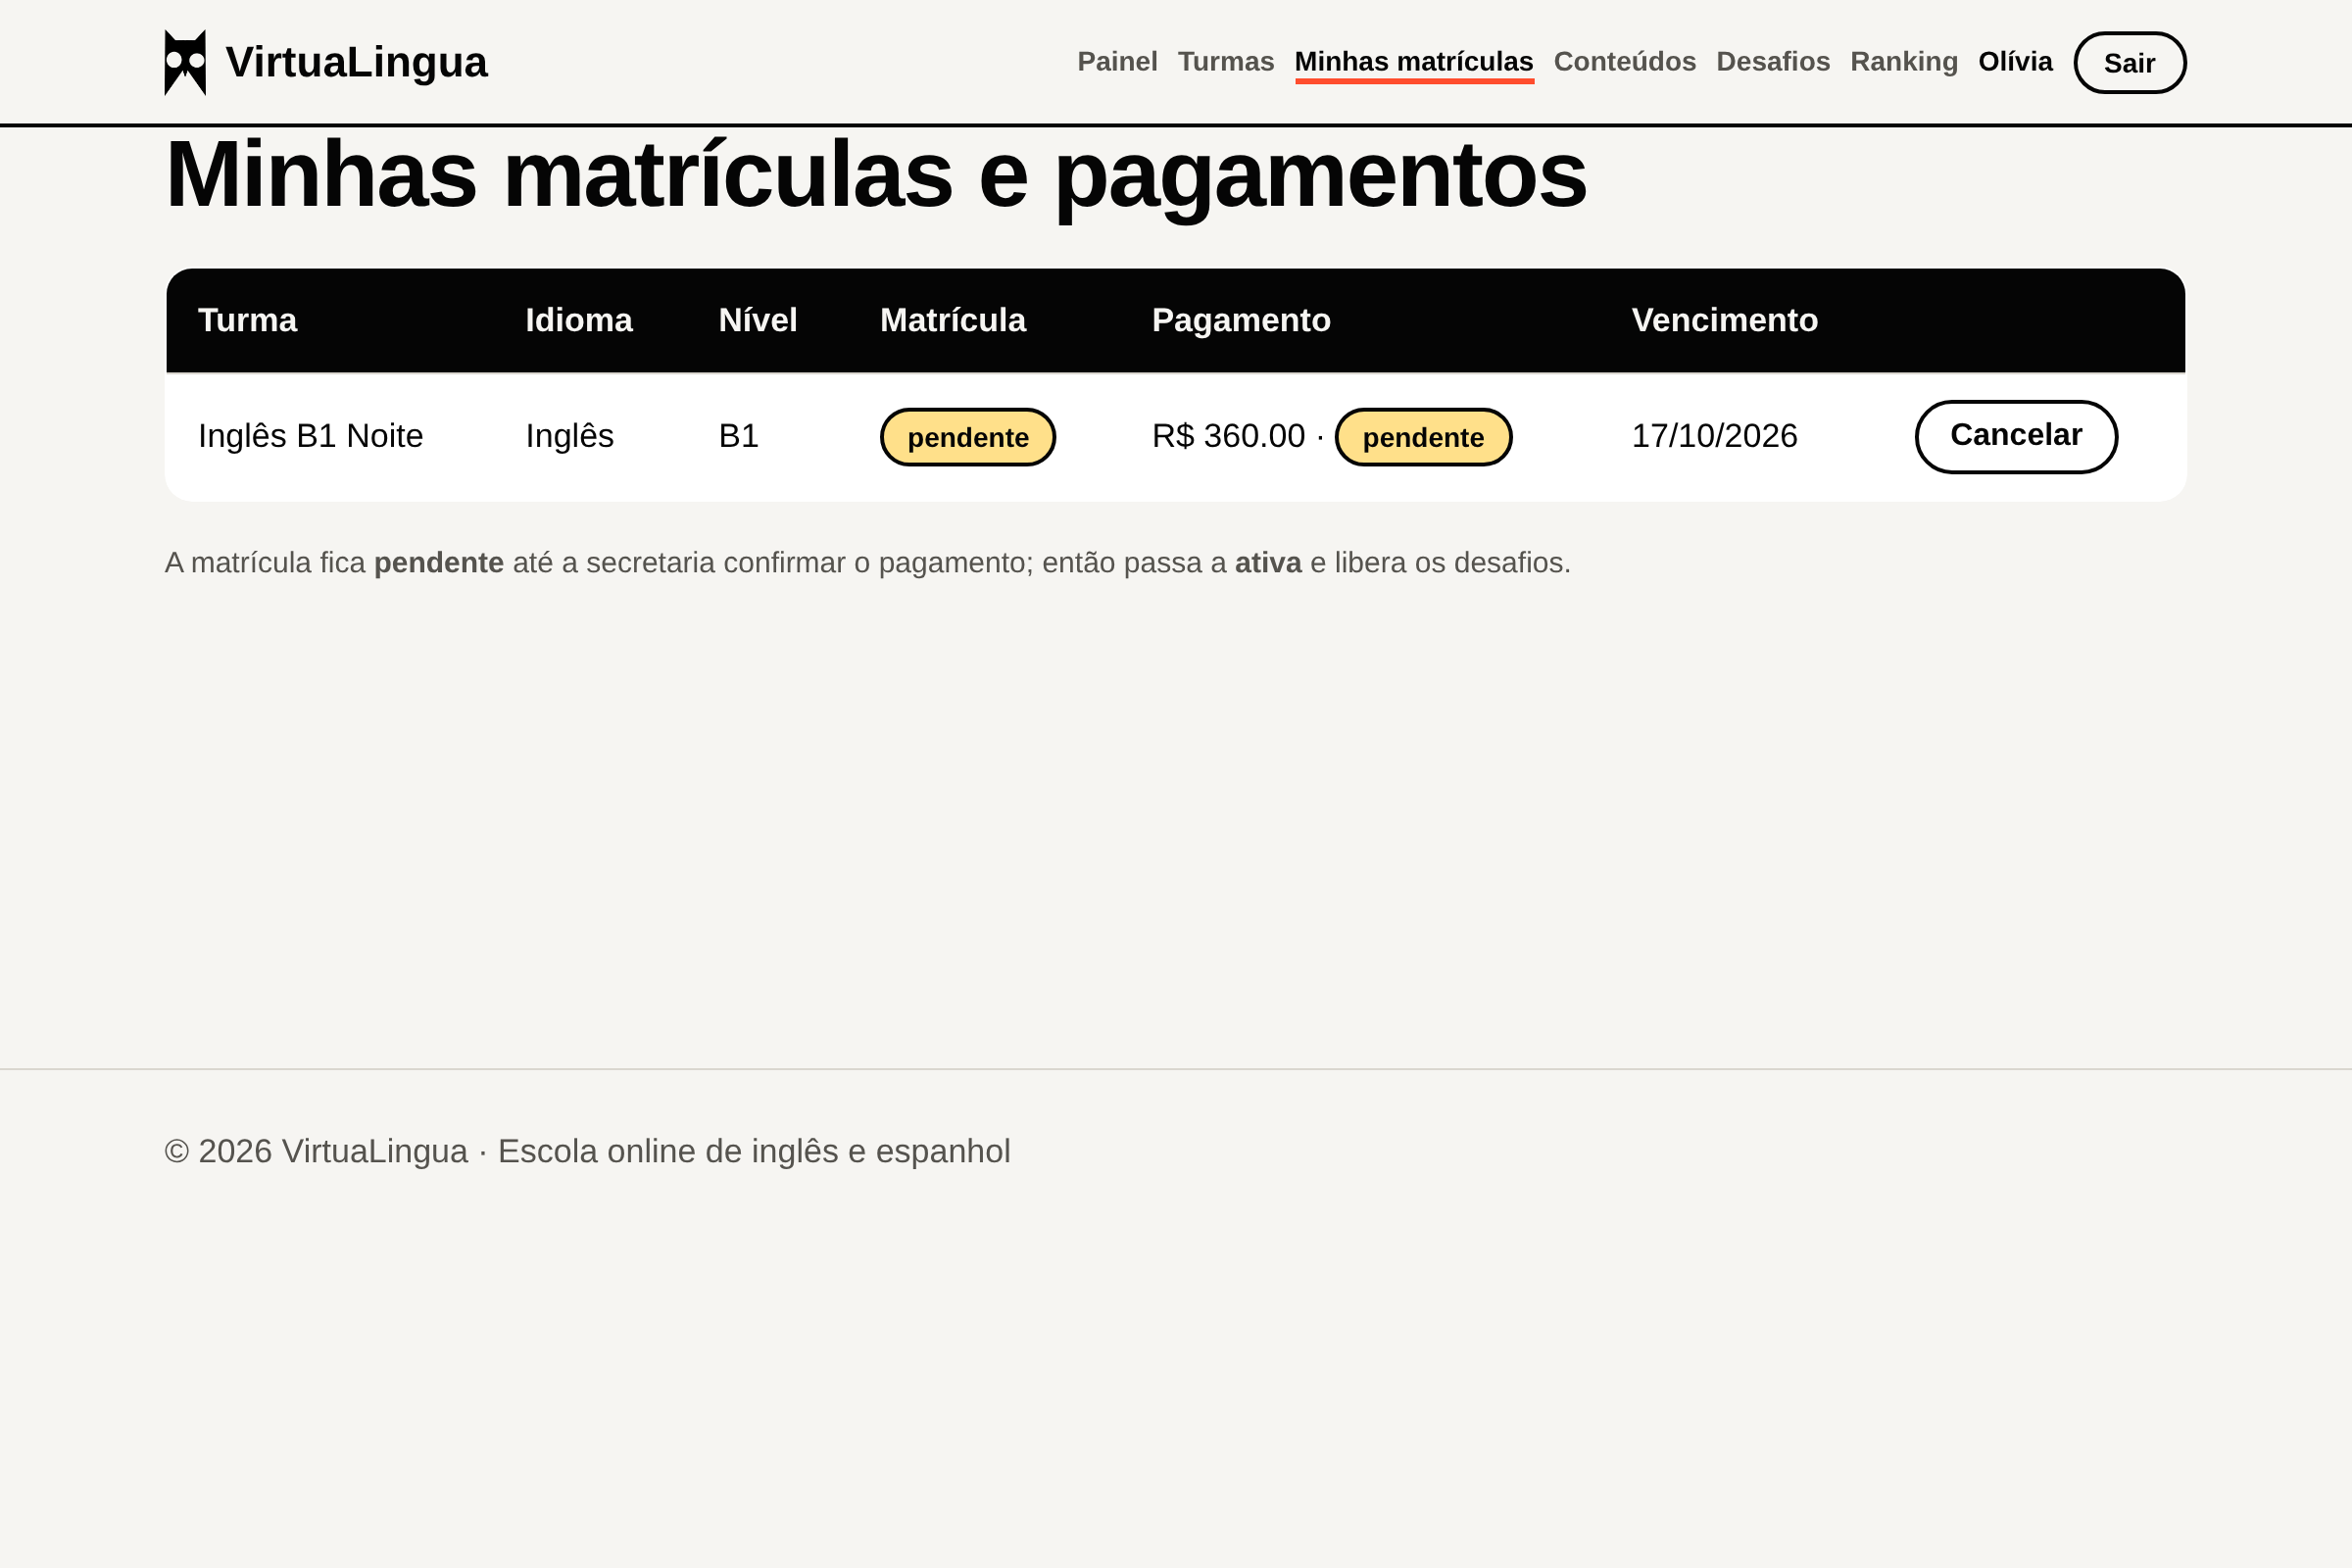 VirtuaLingua
Painel Turmas Minhas matrículas Conteúdos Desafios Ranking Olívia Sair
Minhas matrículas e pagamentos
Turma Idioma Nível Matrícula Pagamento Vencimento
Inglês B1 Noite Inglês B1 pendente R$ 360.00 · pendente 17/10/2026 Cancelar
A matrícula fica pendente até a secretaria confirmar o pagamento; então passa a ativa e libera os desafios.
© 2026 VirtuaLingua · Escola online de inglês e espanhol